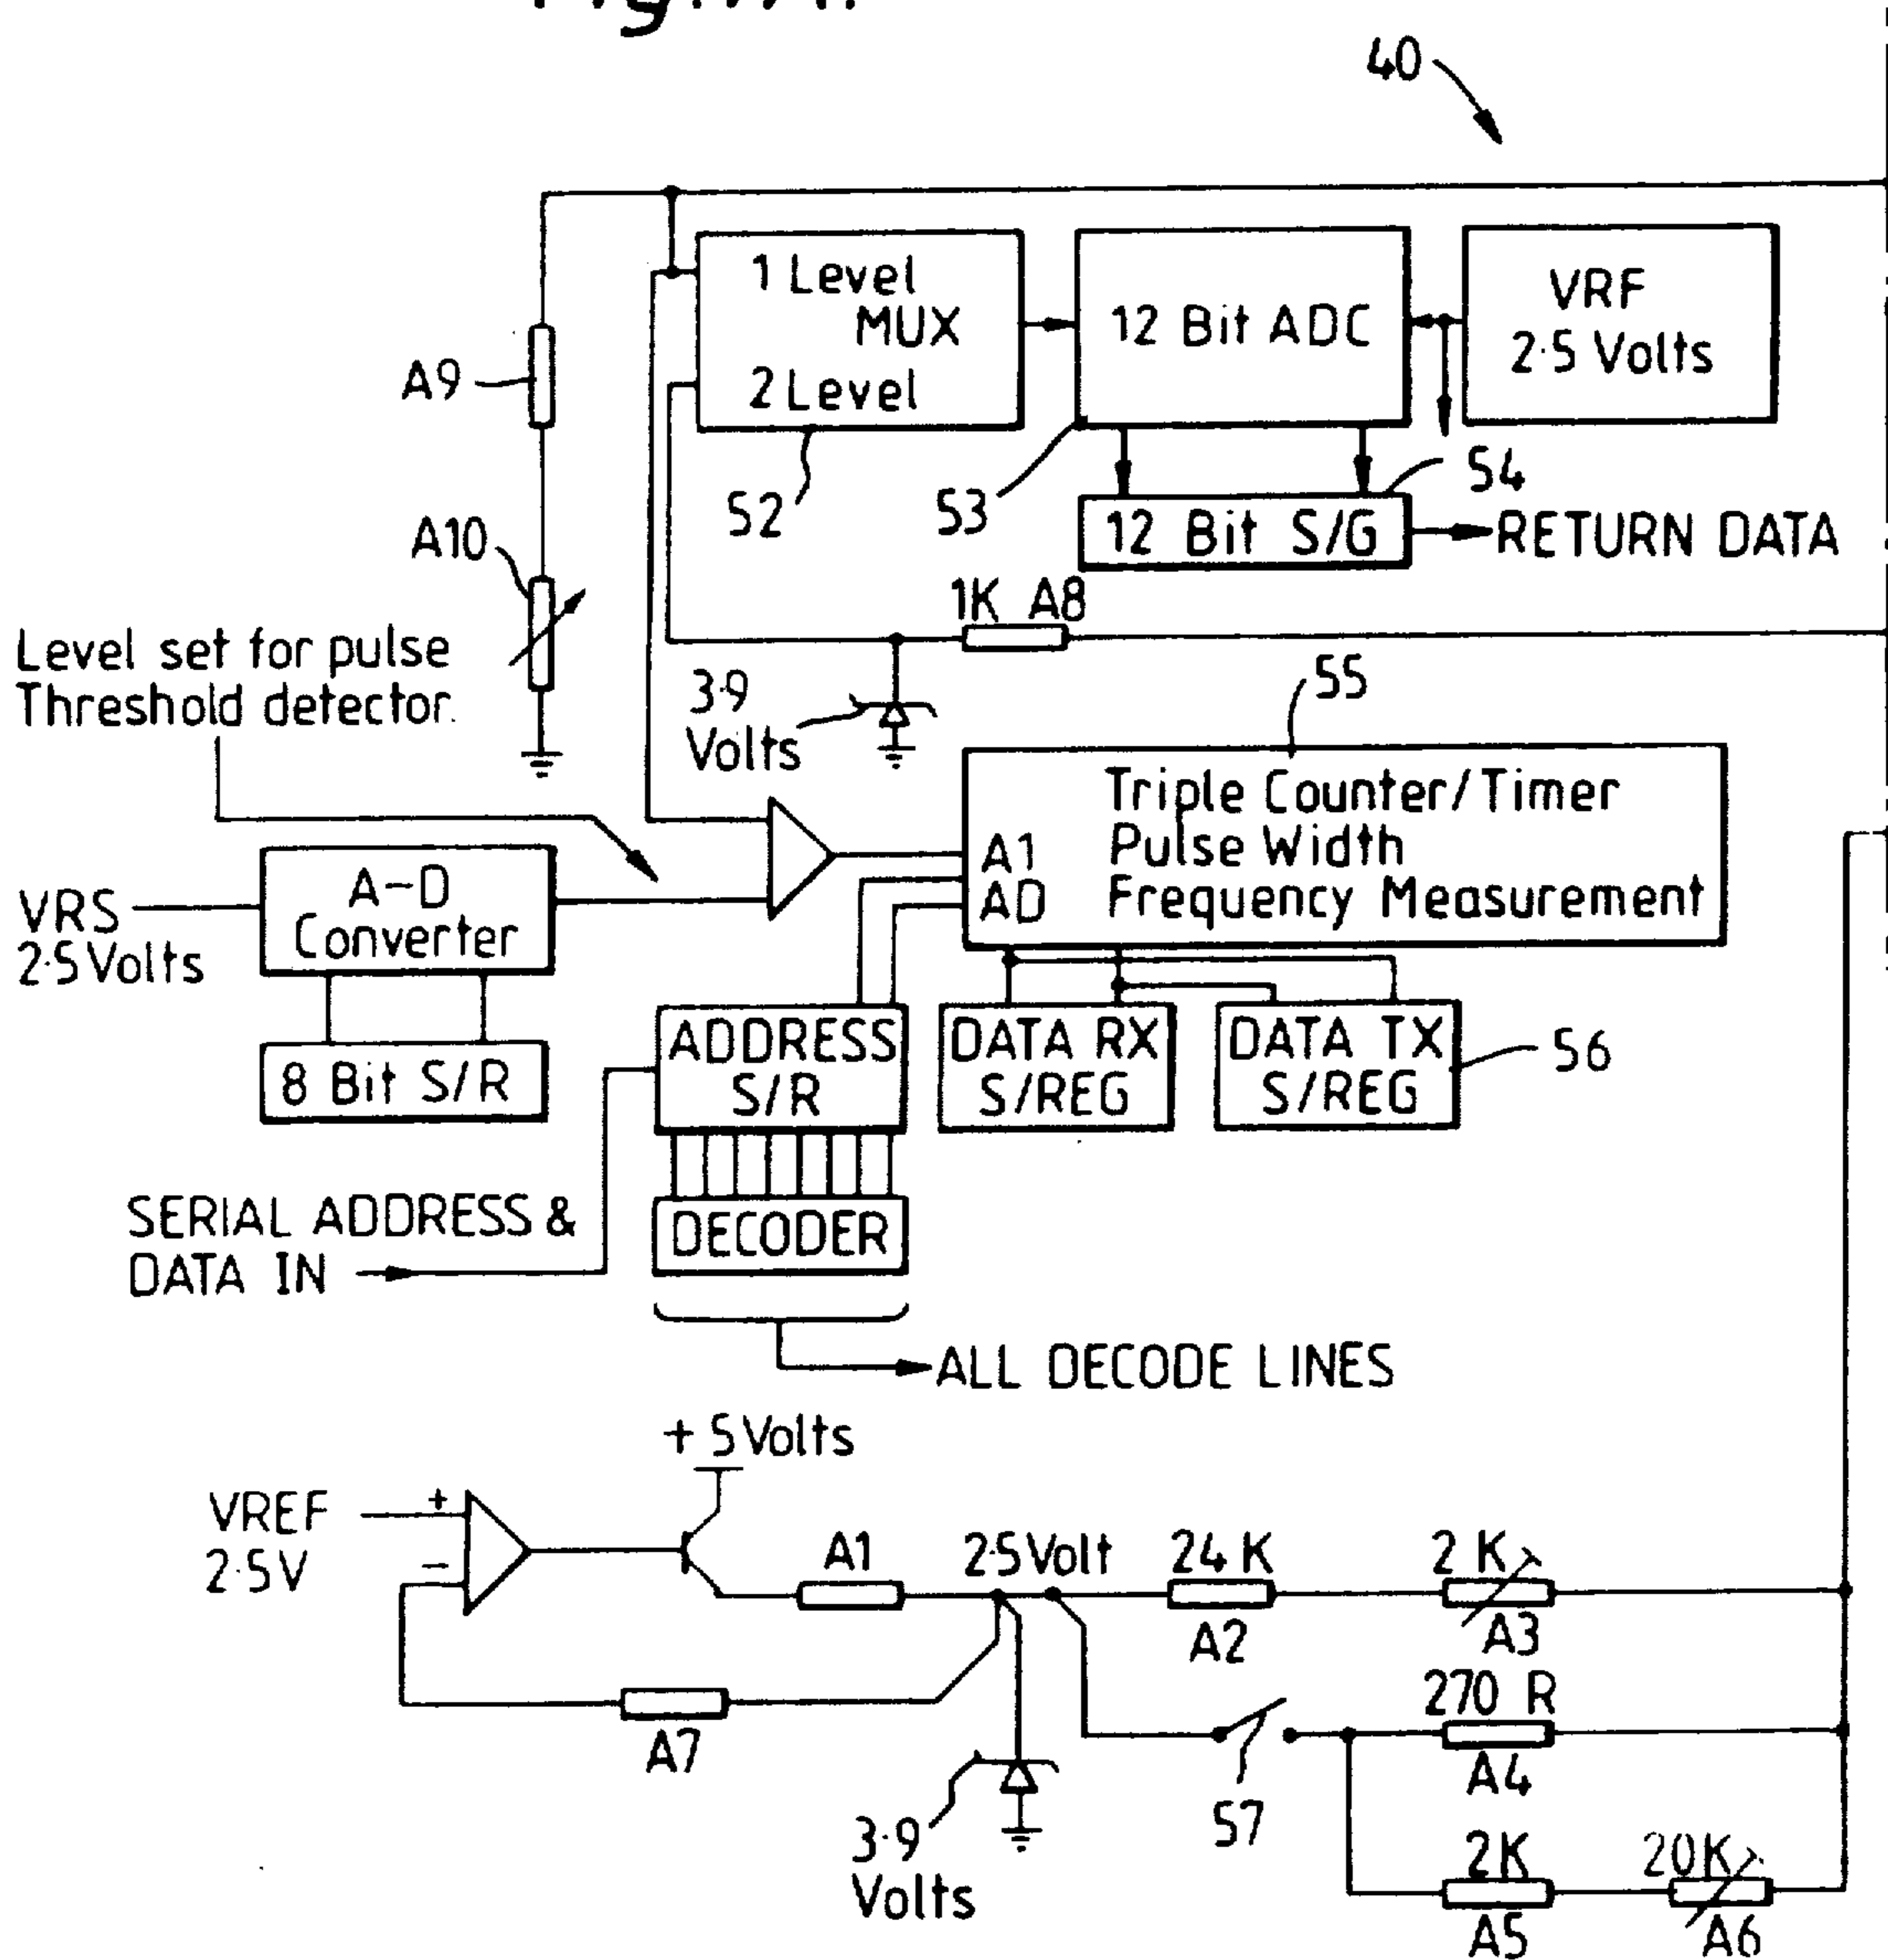 40
1 Level
MUX
2 Level
12 Bit ADC
VRF
2·5 Volts
A9
52
53
54
12 Bit S/G
RETURN DATA
A10
1K A8
Level set for pulse
Threshold detector.
3·9
Volts
55
Triple Counter/Timer
Pulse Width
Frequency Measurement
A1
AD
A-D
Converter
VRS
2·5 Volts
8 Bit S/R
ADDRESS
S/R
DATA RX
S/REG
DATA TX
S/REG
56
SERIAL ADDRESS &
DATA IN
DECODER
ALL DECODE LINES
+ 5 Volts
VREF
2·5V
+
−
A1
2·5 Volt
24 K
A2
2 K
A3
A7
270 R
A4
57
3·9
Volts
2K
A5
20K
A6